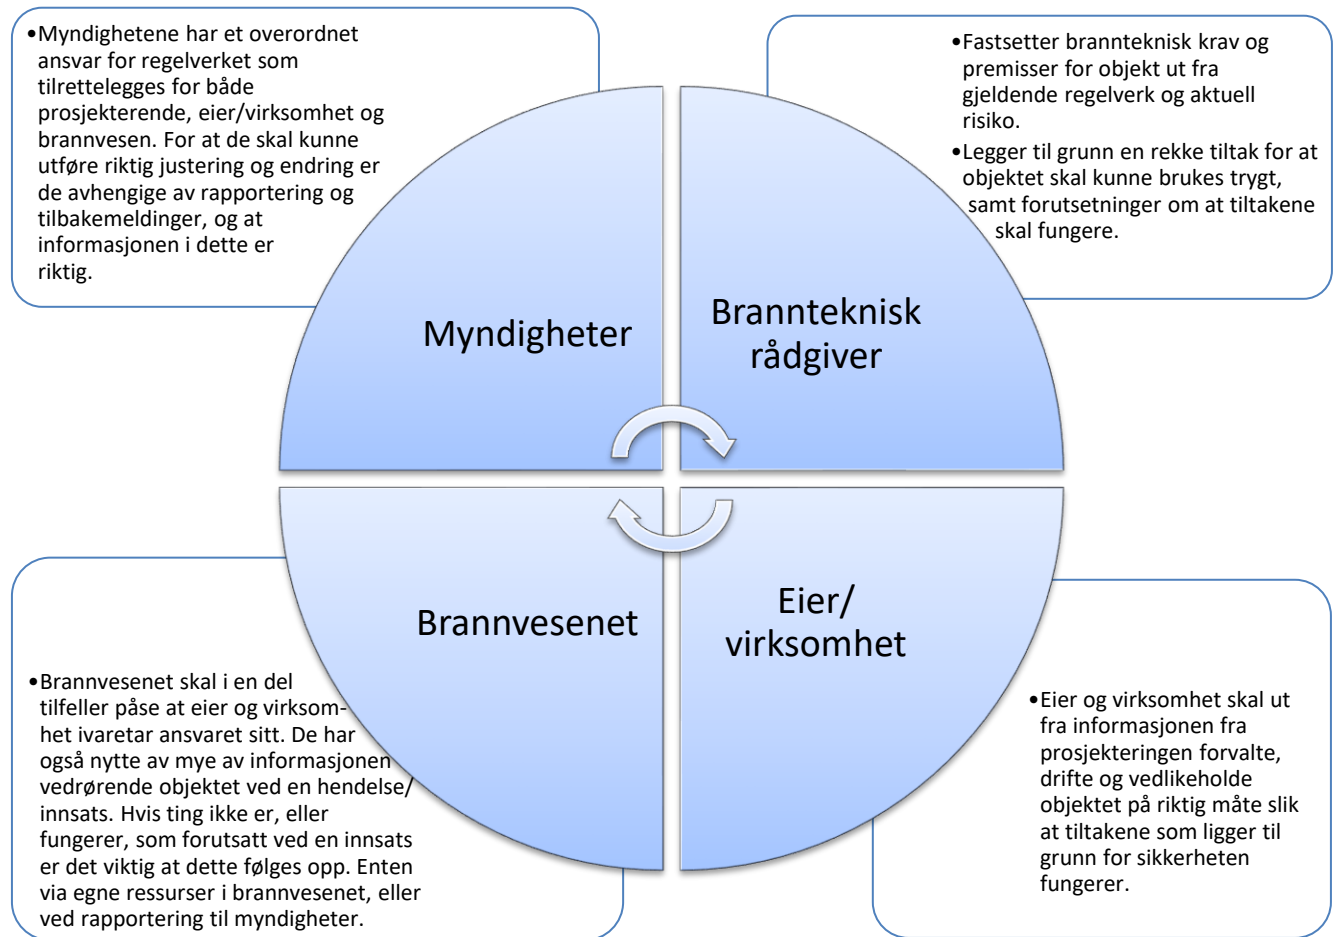 •Myndighetene har et overordnet
ansvar for regelverket som
tilrettelegges for både
prosjekterende, eier/virksomhet og
brannvesen. For at de skal kunne
utføre riktig justering og endring er
de avhengige av rapportering og
tilbakemeldinger, og at
informasjonen i dette er
riktig.
•Fastsetter brannteknisk krav og
premisser for objekt ut fra
gjeldende regelverk og aktuell
risiko.
•Legger til grunn en rekke tiltak for at
objektet skal kunne brukes trygt,
samt forutsetninger om at tiltakene
skal fungere.
Myndigheter
Brannteknisk
rådgiver
Brannvesenet
Eier/
virksomhet
•Brannvesenet skal i en del
tilfeller påse at eier og virksom-
het ivaretar ansvaret sitt. De har
også nytte av mye av informasjonen
vedrørende objektet ved en hendelse/
innsats. Hvis ting ikke er, eller
fungerer, som forutsatt ved en innsats
er det viktig at dette følges opp. Enten
via egne ressurser i brannvesenet, eller
ved rapportering til myndigheter.
•Eier og virksomhet skal ut
fra informasjonen fra
prosjekteringen forvalte,
drifte og vedlikeholde
objektet på riktig måte slik
at tiltakene som ligger til
grunn for sikkerheten
fungerer.